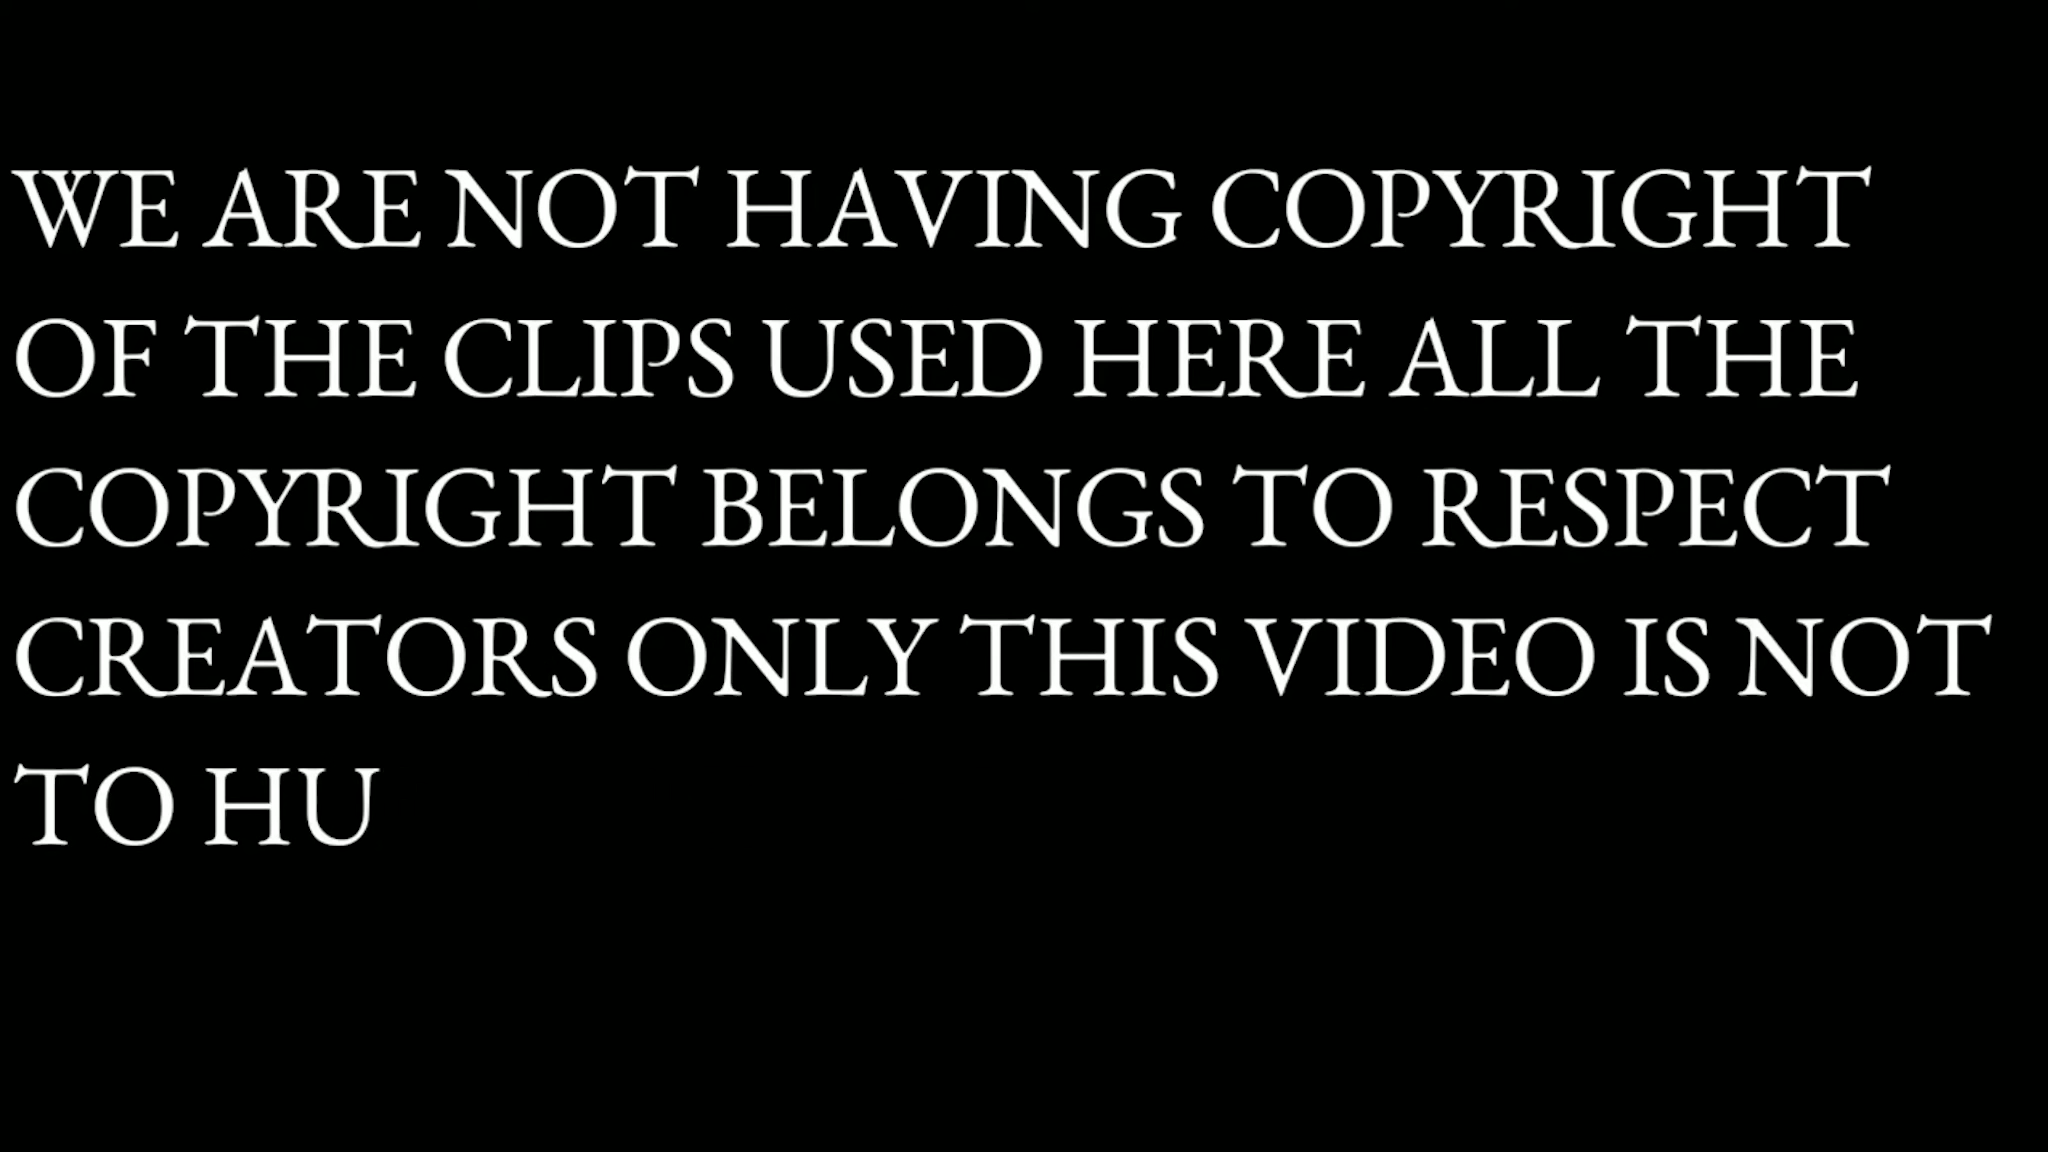 WE ARE NOT HAVING COPYRIGHT
OF THE CLIPS USED HERE ALL THE
COPYRIGHT BELONGS TO RESPECT
CREATORS ONLY THIS VIDEO IS NOT
TO HU